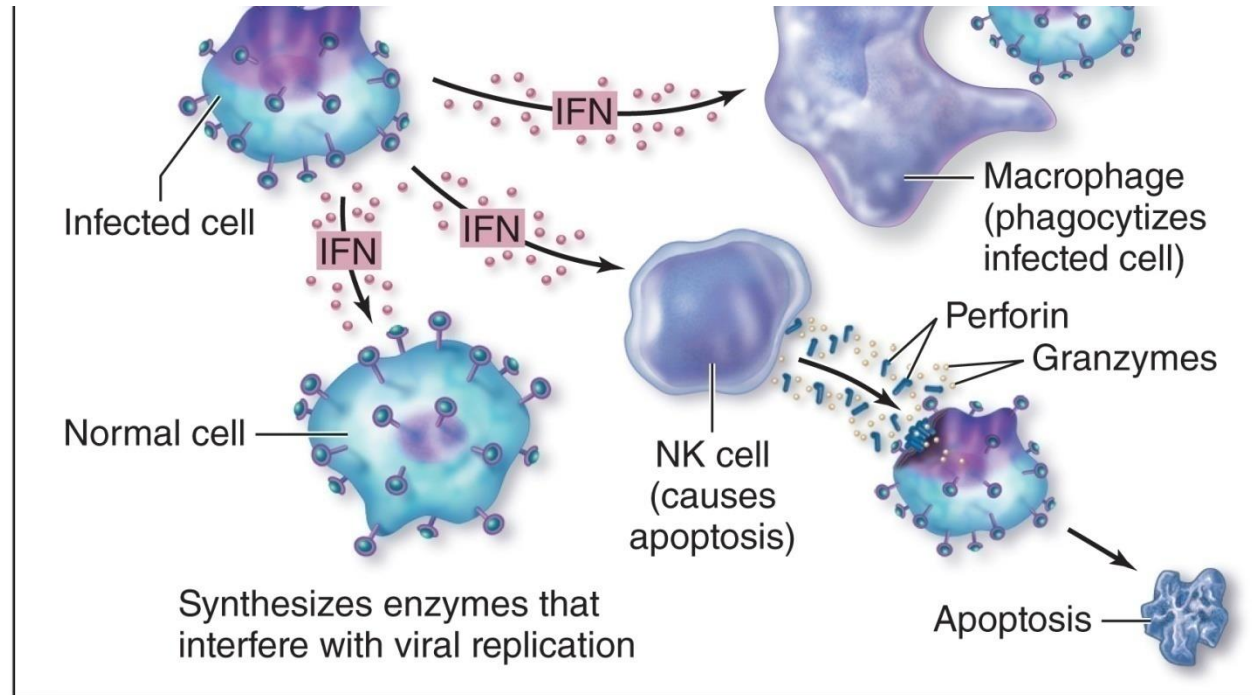 IFN
Macrophage
(phagocytizes
infected cell)
Infected cell
IFN
IFN
Perforin
Granzymes
Normal cell
NK cell
(causes
apoptosis)
Synthesizes enzymes that
interfere with viral replication
Apoptosis